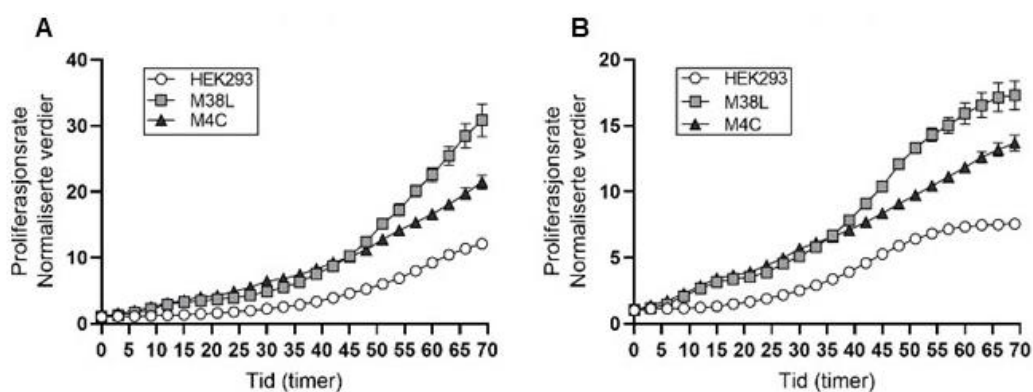 A
Proliferasjonsrate
Normaliserte verdier
40
30
20
10
0
HEK293
M38L
M4C
0 5 10 15 20 25 30 35 40 45 50 55 60 65 70
Tid (timer)
B
Proliferasjonsrate
Normaliserte verdier
20
15
10
5
0
HEK293
M38L
M4C
0 5 10 15 20 25 30 35 40 45 50 55 60 65 70
Tid (timer)